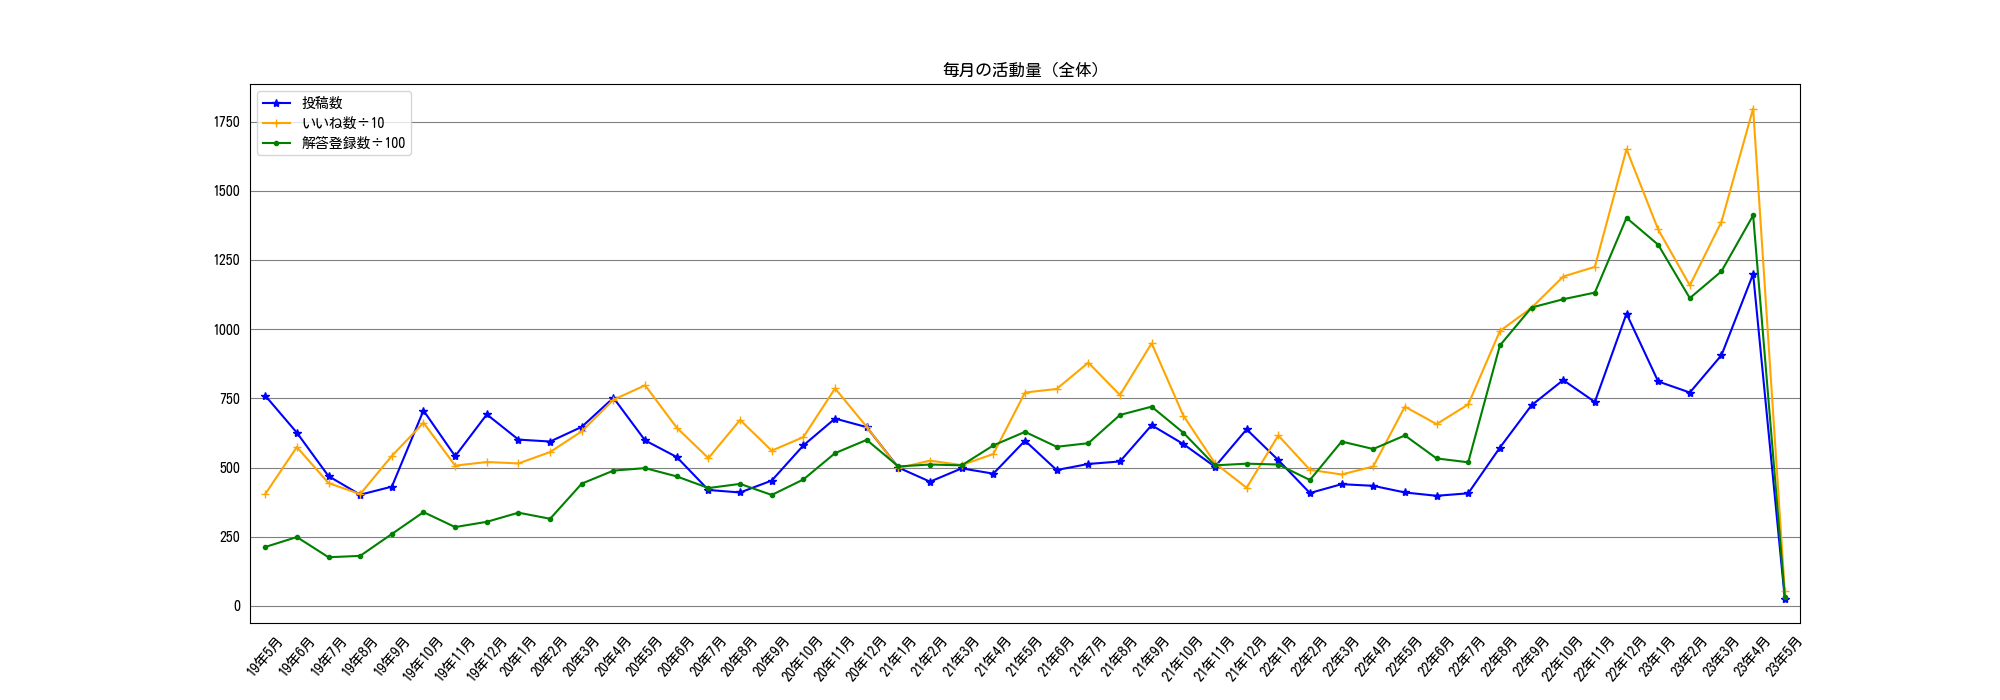 毎月の活動量（全体）
投稿数
いいね数÷10
解答登録数÷100
1750
1500
1250
1000
750
500
250
0
19年5月
19年6月
19年7月
19年8月
19年9月
19年10月
19年11月
19年12月
20年1月
20年2月
20年3月
20年4月
20年5月
20年6月
20年7月
20年8月
20年9月
20年10月
20年11月
20年12月
21年1月
21年2月
21年3月
21年4月
21年5月
21年6月
21年7月
21年8月
21年9月
21年10月
21年11月
21年12月
22年1月
22年2月
22年3月
22年4月
22年5月
22年6月
22年7月
22年8月
22年9月
22年10月
22年11月
22年12月
23年1月
23年2月
23年3月
23年4月
23年5月